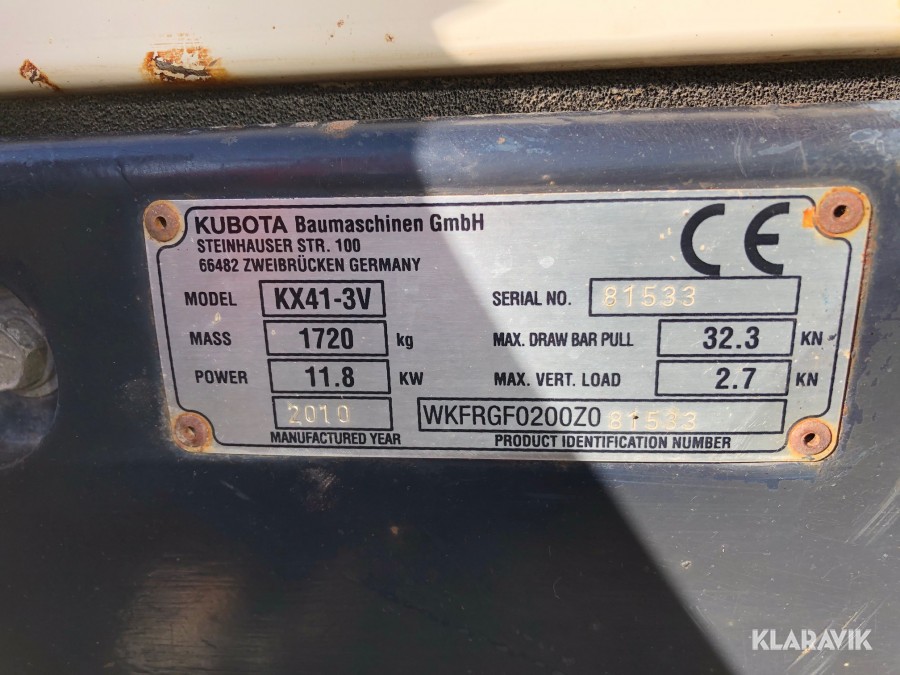 KUBOTA Baumaschinen GmbH
STEINHAUSER STR. 100
66482 ZWEIBRÜCKEN GERMANY
CE
MODEL KX41-3V SERIAL NO. 81533
MASS 1720 kg MAX. DRAW BAR PULL 32.3 KN
POWER 11.8 KW MAX. VERT. LOAD 2.7 KN
2010 WKFRGF0200Z081533
MANUFACTURED YEAR PRODUCT IDENTIFICATION NUMBER
KLARAVIK